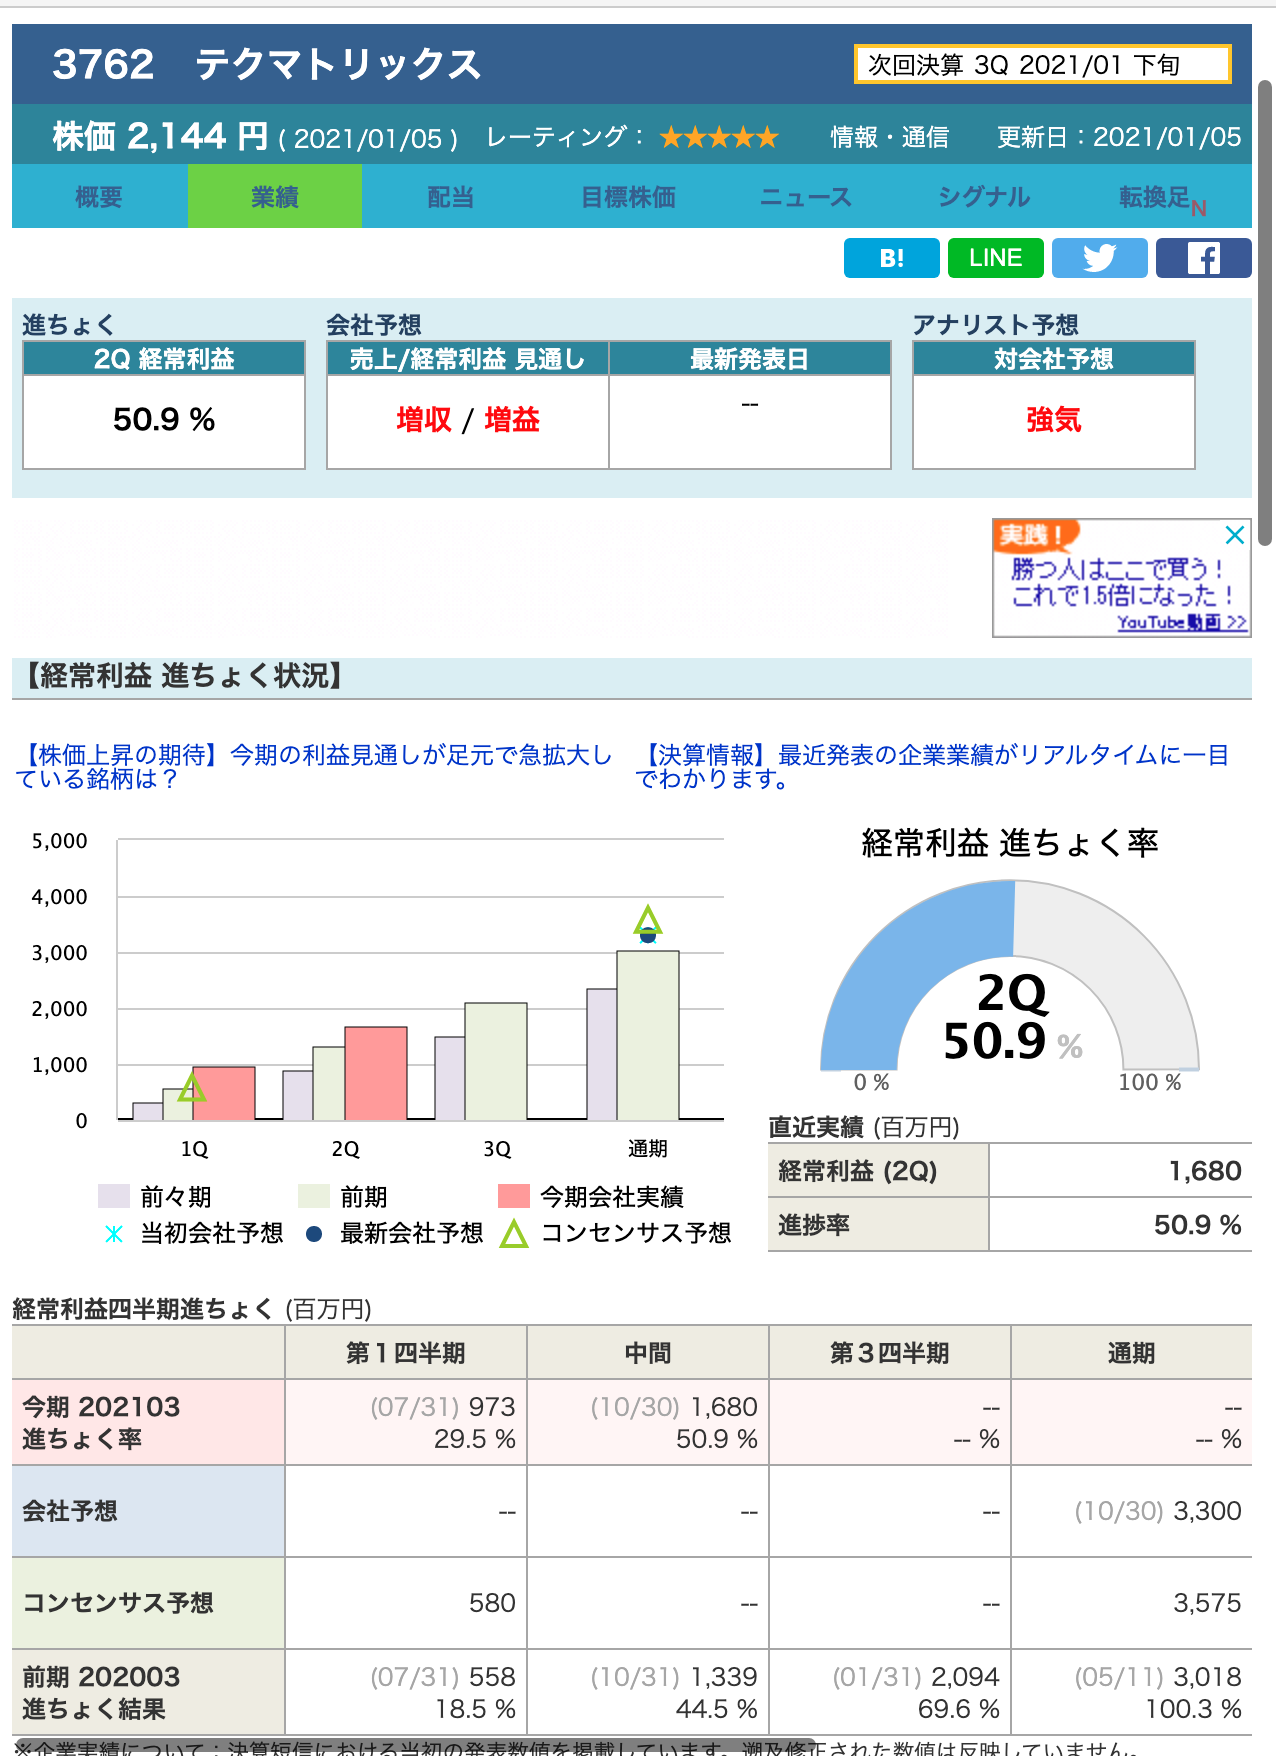 3762　テクマトリックス
次回決算 3Q 2021/01 下旬
株価 2,144 円 ( 2021/01/05 ) レーティング： ★★★★★ 情報・通信 更新日：2021/01/05
概要 業績 配当 目標株価 ニュース シグナル 転換足N
B! LINE
進ちょく 会社予想 アナリスト予想
2Q 経常利益 売上/経常利益 見通し 最新発表日 対会社予想
50.9 % 増収 / 増益 -- 強気
実践！
勝つ人はここで買う！
これで1.5倍になった！
YouTube動画 >>
【経常利益 進ちょく状況】
【株価上昇の期待】今期の利益見通しが足元で急拡大し
ている銘柄は？
【決算情報】最近発表の企業業績がリアルタイムに一目
でわかります。
5,000
4,000
3,000
2,000
1,000
0
1Q 2Q 3Q 通期
前々期 前期 今期会社実績
当初会社予想 最新会社予想 コンセンサス予想
経常利益 進ちょく率
2Q
50.9 %
0 % 100 %
直近実績 (百万円)
経常利益 (2Q) 1,680
進捗率 50.9 %
経常利益四半期進ちょく (百万円)
第１四半期 中間 第３四半期 通期
今期 202103 (07/31) 973 (10/30) 1,680 -- --
進ちょく率 29.5 % 50.9 % -- % -- %
会社予想 -- -- -- (10/30) 3,300
コンセンサス予想 580 -- -- 3,575
前期 202003 (07/31) 558 (10/31) 1,339 (01/31) 2,094 (05/11) 3,018
進ちょく結果 18.5 % 44.5 % 69.6 % 100.3 %
※企業実績について：決算短信における当初の発表数値を掲載しています。遡及修正された数値は反映していません。